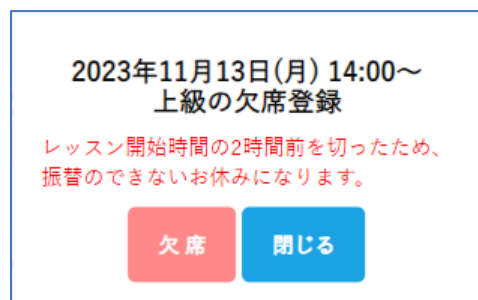 2023年11月13日(月) 14:00～
上級の欠席登録
レッスン開始時間の2時間前を切ったため、
振替のできないお休みになります。
欠 席
閉じる